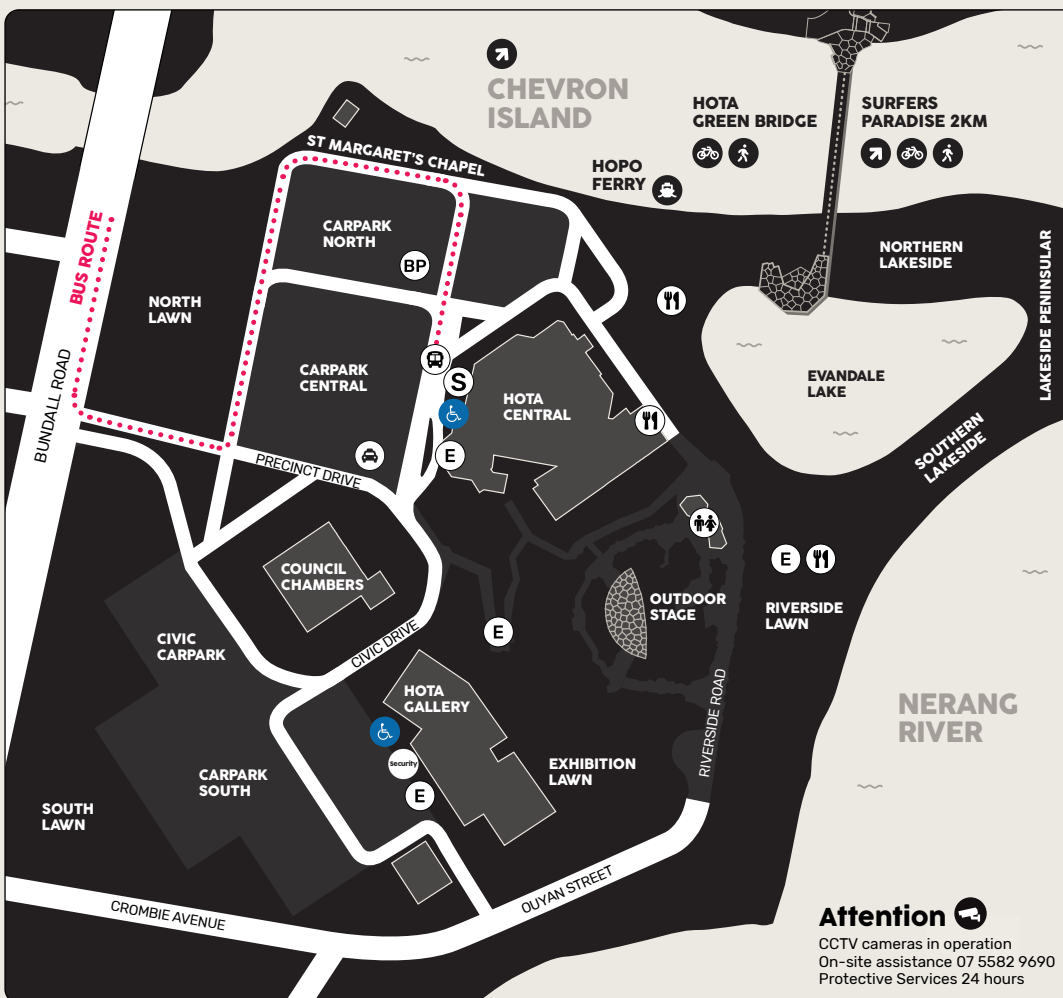 CHEVRON
ISLAND
HOTA
GREEN BRIDGE
SURFERS
PARADISE 2KM
ST MARGARET'S CHAPEL
HOPO
FERRY
CARPARK
NORTH
BP
NORTHERN
LAKESIDE
LAKESIDE PENINSULAR
BUS ROUTE
NORTH
LAWN
BUNDALL ROAD
CARPARK
CENTRAL
S
HOTA
CENTRAL
EVANDALE
LAKE
SOUTHERN
LAKESIDE
E
PRECINCT DRIVE
COUNCIL
CHAMBERS
E
OUTDOOR
STAGE
RIVERSIDE
LAWN
CIVIC
CARPARK
CIVIC DRIVE
E
HOTA
GALLERY
RIVERSIDE ROAD
NERANG
RIVER
Security
E
EXHIBITION
LAWN
CARPARK
SOUTH
SOUTH
LAWN
CROMBIE AVENUE
OUYAN STREET
Attention
CCTV cameras in operation
On-site assistance 07 5582 9690
Protective Services 24 hours